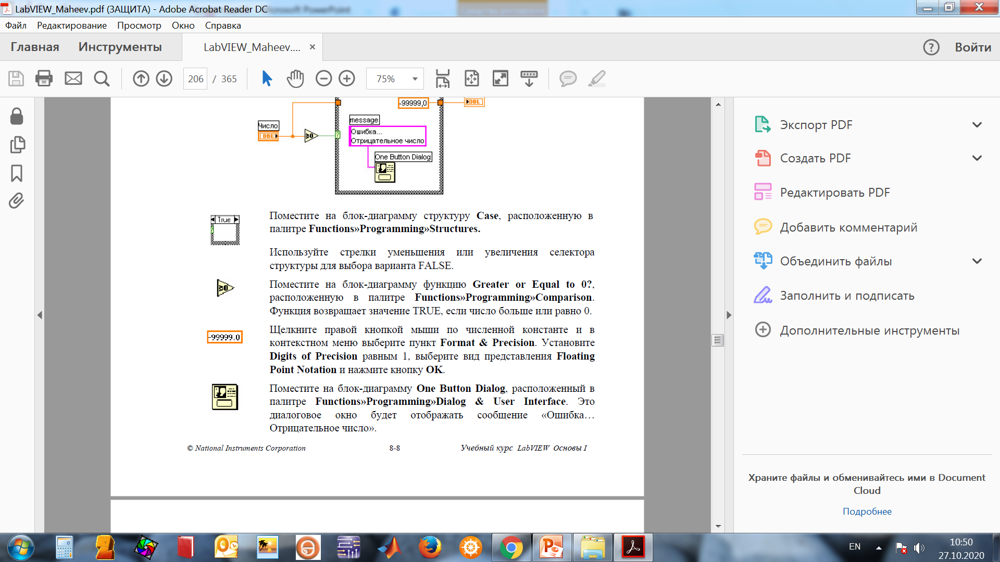 LabVIEW_Maheev.pdf (ЗАЩИТА) - Adobe Acrobat Reader DC
Файл Редактирование Просмотр Окно Справка
Главная Инструменты LabVIEW_Maheev.... × ? Войти
206 / 365 75%
-99999,0 DBL
message
Число
DBL ≥0 ?
Ошибка...
Отрицательное число
One Button Dialog
True
?
Поместите на блок-диаграмму структуру Case, расположенную в
палитре Functions»Programming»Structures.
Используйте стрелки уменьшения или увеличения селектора
структуры для выбора варианта FALSE.
≥0
Поместите на блок-диаграмму функцию Greater or Equal to 0?,
расположенную в палитре Functions»Programming»Comparison.
Функция возвращает значение TRUE, если число больше или равно 0.
-99999,0
Щелкните правой кнопкой мыши по численной константе и в
контекстном меню выберите пункт Format & Precision. Установите
Digits of Precision равным 1, выберите вид представления Floating
Point Notation и нажмите кнопку OK.
Поместите на блок-диаграмму One Button Dialog, расположенный в
палитре Functions»Programming»Dialog & User Interface. Это
диалоговое окно будет отображать сообщение «Ошибка…
Отрицательное число».
© National Instruments Corporation 8-8 Учебный курс LabVIEW Основы I
Экспорт PDF
Создать PDF
Редактировать PDF
Добавить комментарий
Объединить файлы
Заполнить и подписать
Дополнительные инструменты
Храните файлы и обменивайтесь ими в Document
Cloud
Подробнее
EN
10:50
27.10.2020